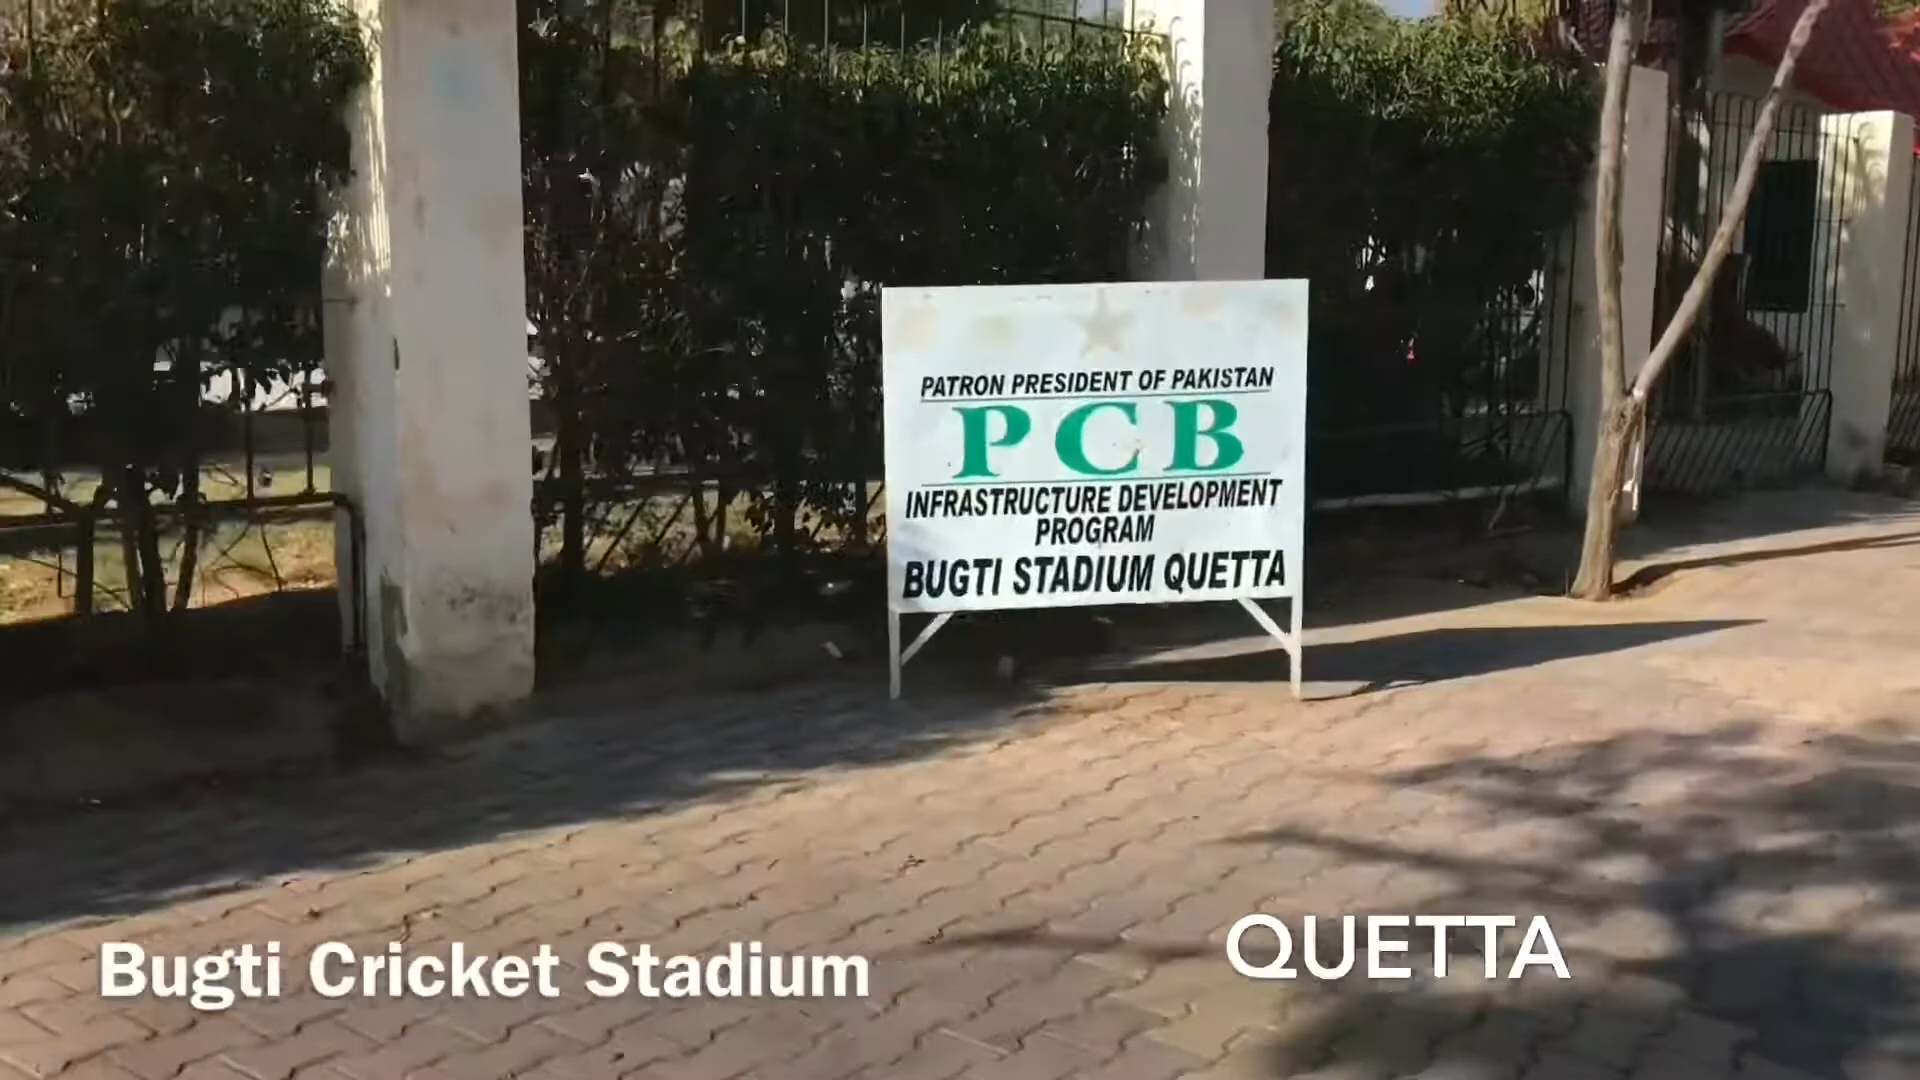 PATRON PRESIDENT OF PAKISTAN
PCB
INFRASTRUCTURE DEVELOPMENT
PROGRAM
BUGTI STADIUM QUETTA
Bugti Cricket Stadium
QUETTA